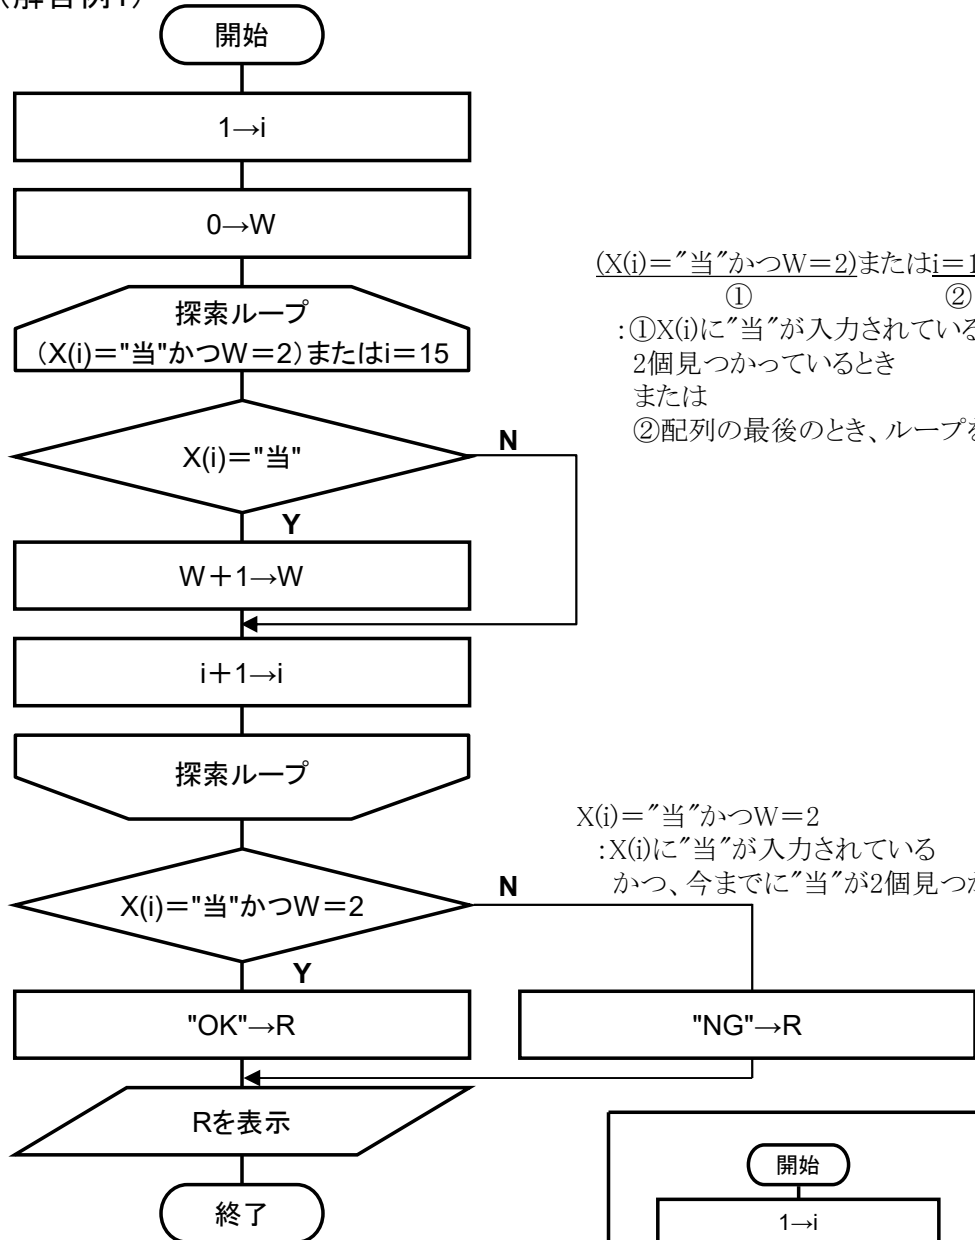 (解答例1)
開始
1→i
0→W
探索ループ
(X(i)="当"かつW=2)またはi=15
(X(i)="当"かつW=2)またはi=1
① ②
:①X(i)に"当"が入力されている
2個見つかっているとき
または
②配列の最後のとき、ループを
X(i)="当"
N
Y
W+1→W
i+1→i
探索ループ
X(i)="当"かつW=2
:X(i)に"当"が入力されている
かつ、今までに"当"が2個見つか
X(i)="当"かつW=2
N
Y
"OK"→R
"NG"→R
Rを表示
終了
開始
1→i